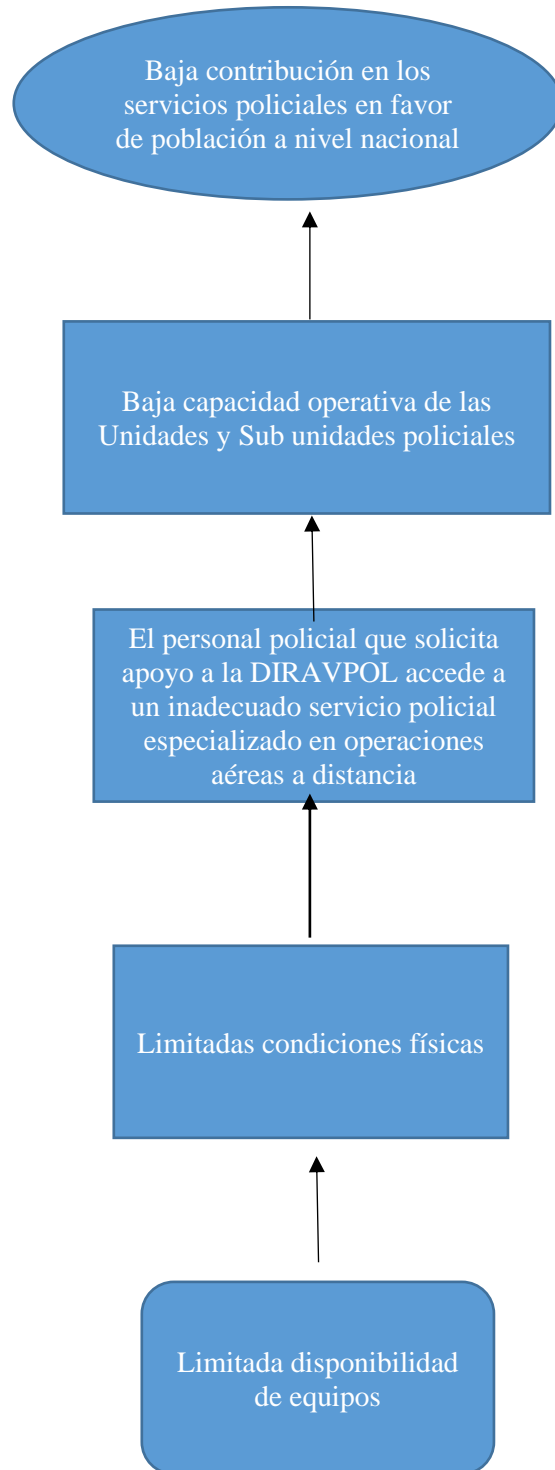 Baja contribución en los
servicios policiales en favor
de población a nivel nacional
Baja capacidad operativa de las
Unidades y Sub unidades policiales
El personal policial que solicita
apoyo a la DIRAVPOL accede a
un inadecuado servicio policial
especializado en operaciones
aéreas a distancia
Limitadas condiciones físicas
Limitada disponibilidad
de equipos